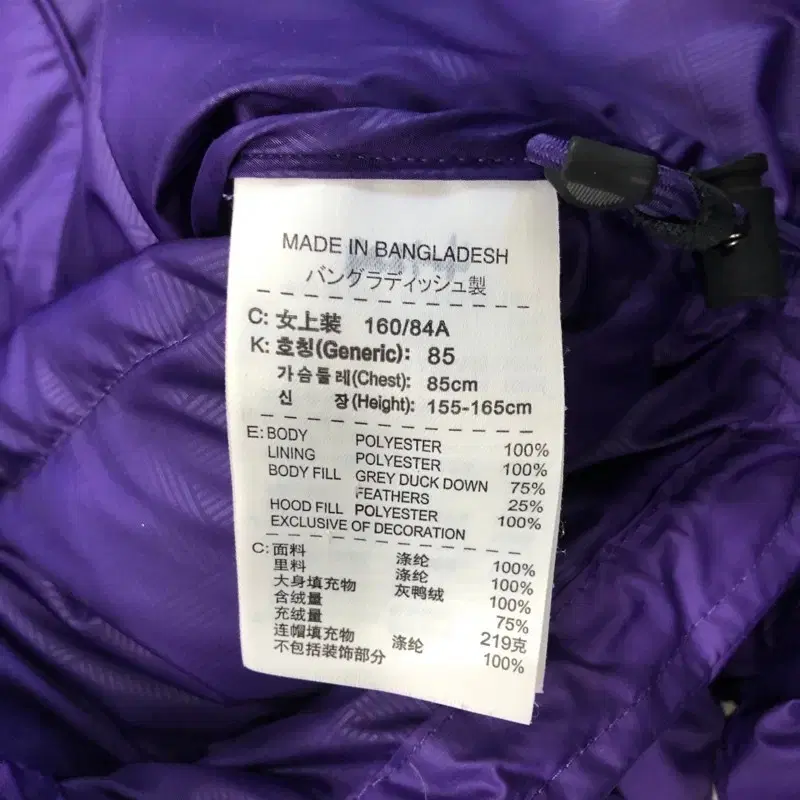 MADE IN BANGLADESH
バングラディッシュ製
C: 女上装 160/84A
K: 호칭(Generic): 85
가슴둘레(Chest): 85cm
신 장(Height): 155-165cm
E: BODY POLYESTER 100%
LINING POLYESTER 100%
BODY FILL GREY DUCK DOWN 75%
FEATHERS 25%
HOOD FILL POLYESTER 100%
EXCLUSIVE OF DECORATION
C: 面料 涤纶 100%
里料 涤纶 100%
大身填充物 灰鸭绒 100%
含绒量 75%
充绒量 219克
连帽填充物 涤纶 100%
不包括装饰部分